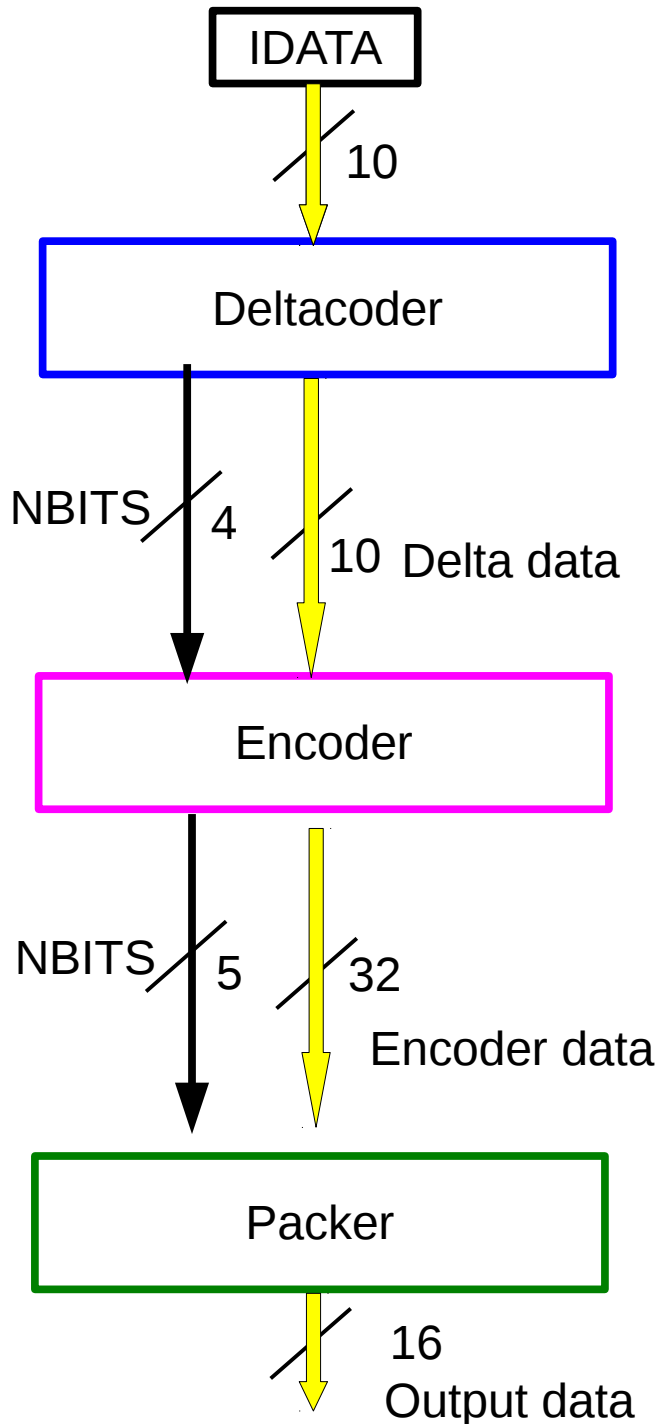 IDATA
10
Deltacoder
NBITS
4
10
Delta data
Encoder
NBITS
5
32
Encoder data
Packer
16
Output data